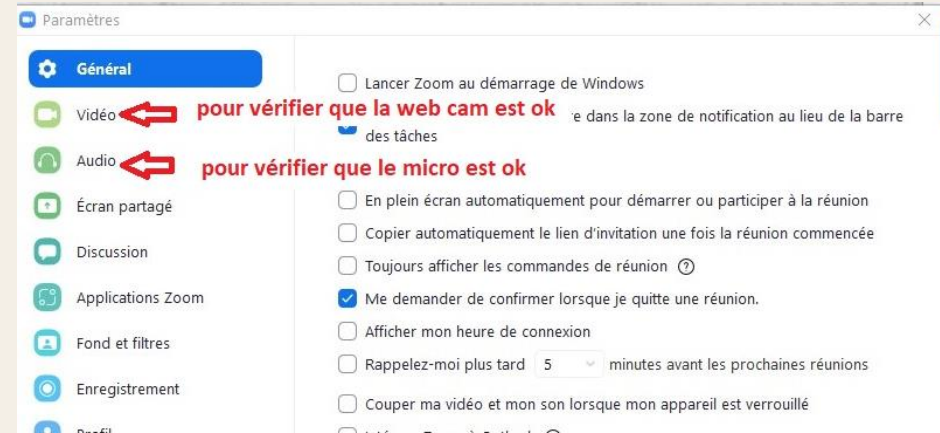 Paramètres
Général
Lancer Zoom au démarrage de Windows
Vidéo
pour vérifier que la web cam est ok
e dans la zone de notification au lieu de la barre
des tâches
Audio
pour vérifier que le micro est ok
Écran partagé
En plein écran automatiquement pour démarrer ou participer à la réunion
Copier automatiquement le lien d'invitation une fois la réunion commencée
Discussion
Toujours afficher les commandes de réunion
Applications Zoom
Me demander de confirmer lorsque je quitte une réunion.
Afficher mon heure de connexion
Fond et filtres
Rappelez-moi plus tard 5 minutes avant les prochaines réunions
Enregistrement
Couper ma vidéo et mon son lorsque mon appareil est verrouillé